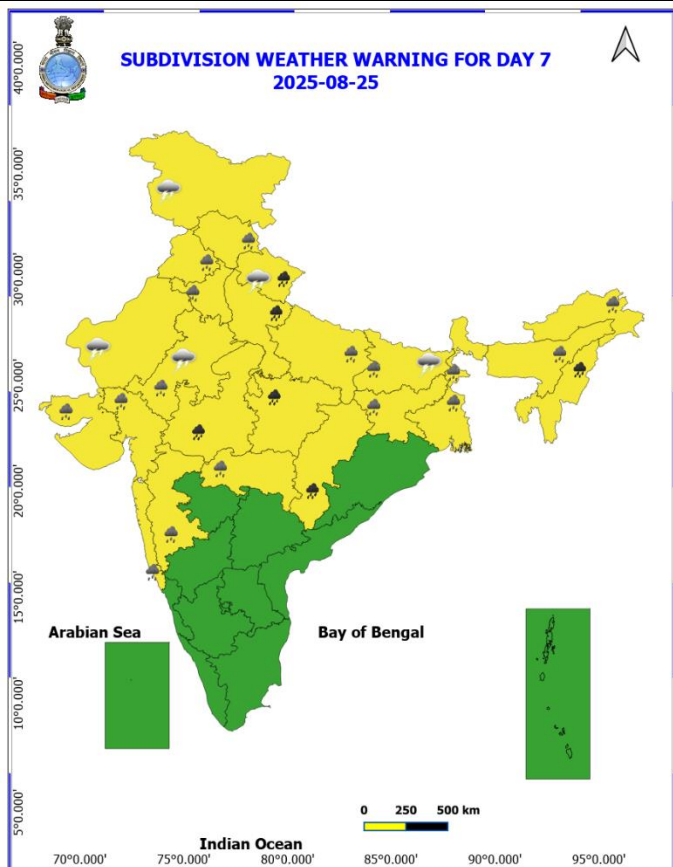 SUBDIVISION WEATHER WARNING FOR DAY 7
2025-08-25
40°0.000'
35°0.000'
30°0.000'
25°0.000'
20°0.000'
15°0.000'
10°0.000'
5°0.000'
Arabian Sea
Bay of Bengal
0 250 500 km
Indian Ocean
70°0.000' 75°0.000' 80°0.000' 85°0.000' 90°0.000' 95°0.000'